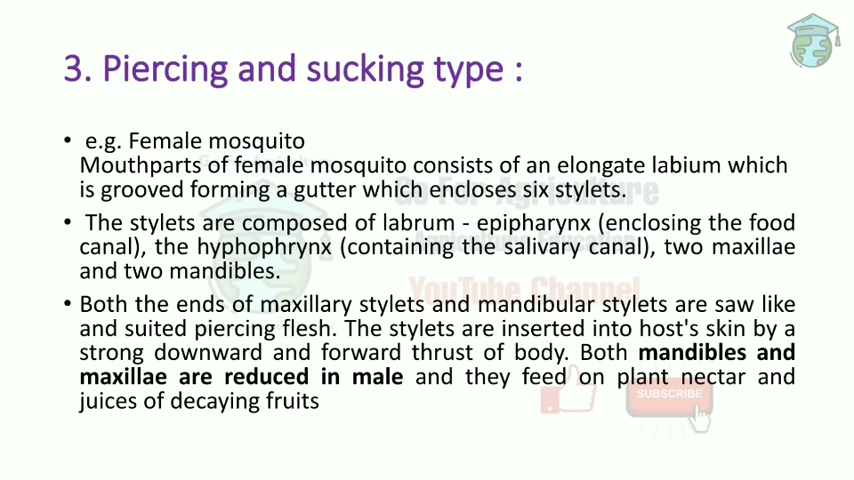 3. Piercing and sucking type :
• e.g. Female mosquito
Mouthparts of female mosquito consists of an elongate labium which
is grooved forming a gutter which encloses six stylets.
• The stylets are composed of labrum - epipharynx (enclosing the food
canal), the hyphophrynx (containing the salivary canal), two maxillae
and two mandibles.
• Both the ends of maxillary stylets and mandibular stylets are saw like
and suited piercing flesh. The stylets are inserted into host's skin by a
strong downward and forward thrust of body. Both mandibles and
maxillae are reduced in male and they feed on plant nectar and
juices of decaying fruits
Go For Agriculture
Agriculture Education
YouTube Channel
SUBSCRIBE